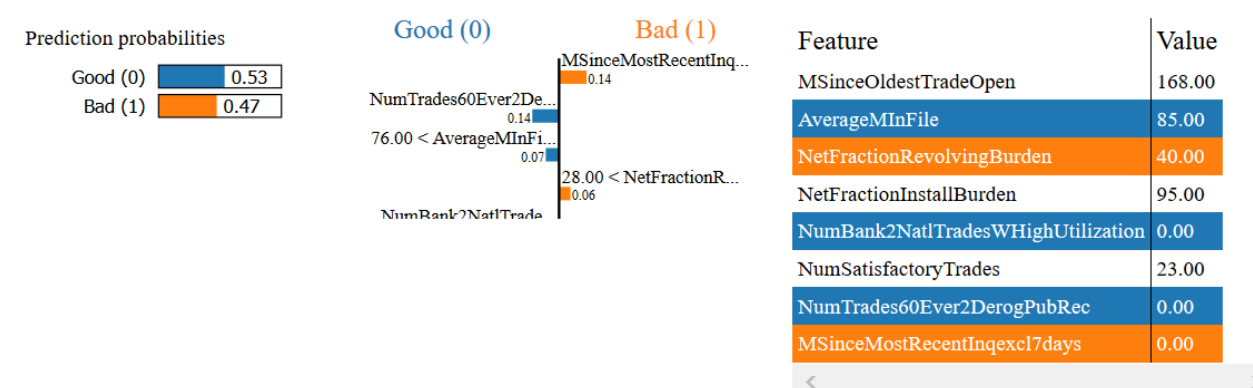 Prediction probabilities
Good (0) 0.53
Bad (1) 0.47
Good (0) Bad (1)
MSinceMostRecentInq...
0.14
NumTrades60Ever2De...
0.14
76.00 < AverageMInFi...
0.07
28.00 < NetFractionR...
0.06
NumBank2NatlTrade
Feature Value
MSinceOldestTradeOpen 168.00
AverageMInFile 85.00
NetFractionRevolvingBurden 40.00
NetFractionInstallBurden 95.00
NumBank2NatlTradesWHighUtilization 0.00
NumSatisfactoryTrades 23.00
NumTrades60Ever2DerogPubRec 0.00
MSinceMostRecentInqexcl7days 0.00